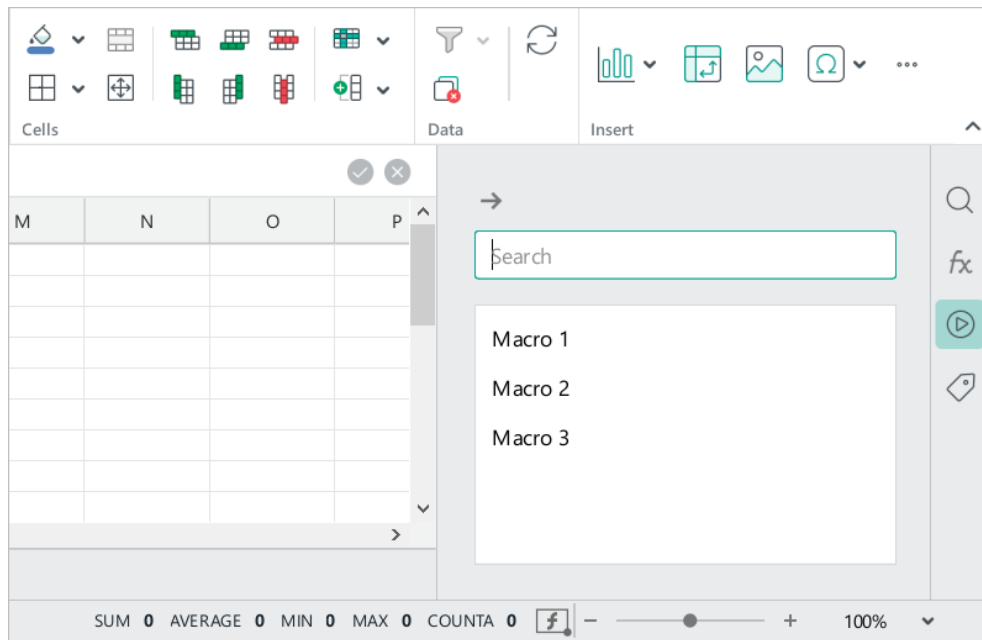 Cells
Data
Insert
M N O P
Search
fx
Macro 1
Macro 2
Macro 3
SUM 0 AVERAGE 0 MIN 0 MAX 0 COUNTA 0 f 100%